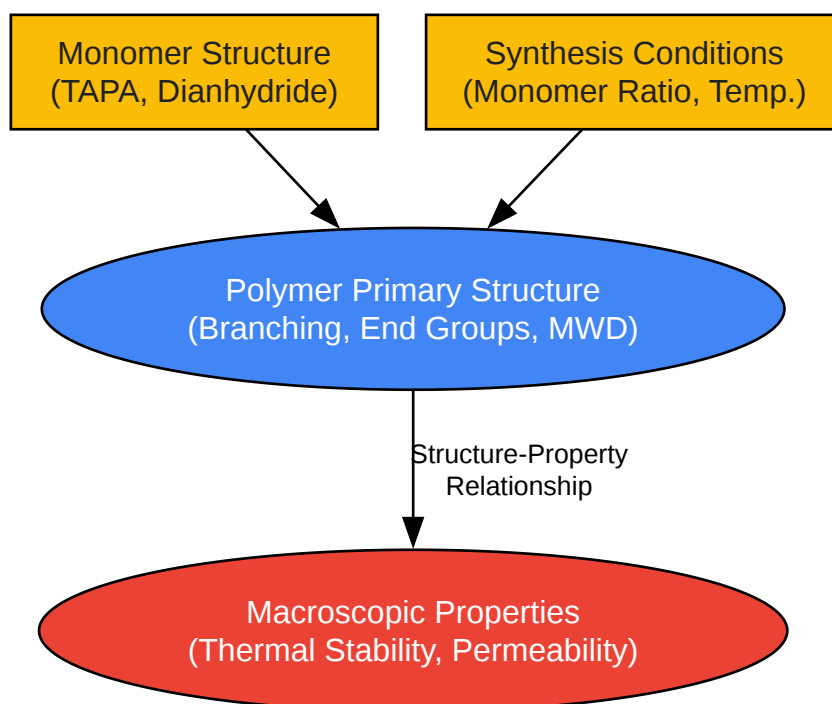 Monomer Structure
(TAPA, Dianhydride)
Synthesis Conditions
(Monomer Ratio, Temp.)
Polymer Primary Structure
(Branching, End Groups, MWD)
Structure-Property
Relationship
Macroscopic Properties
(Thermal Stability, Permeability)